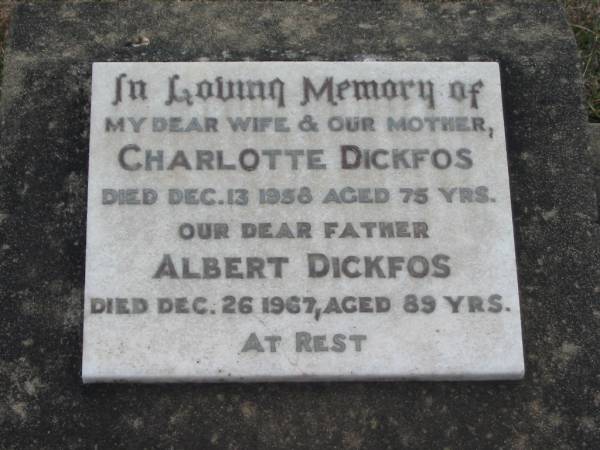 In Loving Memory of
MY DEAR WIFE & OUR MOTHER,
CHARLOTTE DICKFOS
DIED DEC. 13 1958 AGED 75 YRS.
OUR DEAR FATHER
ALBERT DICKFOS
DIED DEC. 26 1967, AGED 89 YRS.
AT REST